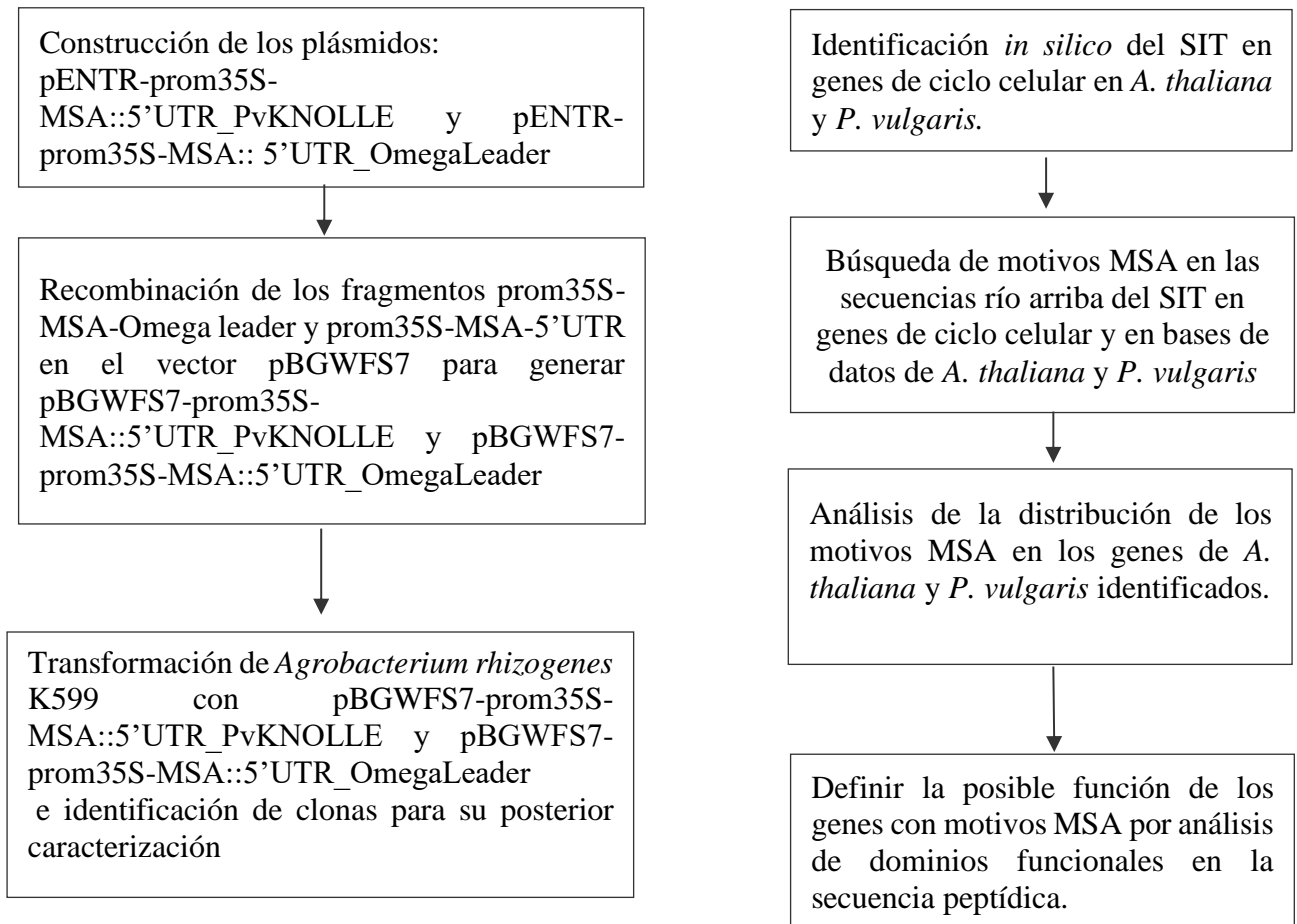 Construcción de los plásmidos:
pENTR-prom35S-
MSA::5’UTR_PvKNOLLE y pENTR-
prom35S-MSA:: 5’UTR_OmegaLeader
Recombinación de los fragmentos prom35S-
MSA-Omega leader y prom35S-MSA-5’UTR
en el vector pBGWFS7 para generar
pBGWFS7-prom35S-
MSA::5’UTR_PvKNOLLE y pBGWFS7-
prom35S-MSA::5’UTR_OmegaLeader
Transformación de Agrobacterium rhizogenes
K599 con pBGWFS7-prom35S-
MSA::5’UTR_PvKNOLLE y pBGWFS7-
prom35S-MSA::5’UTR_OmegaLeader
e identificación de clonas para su posterior
caracterización
Identificación in silico del SIT en
genes de ciclo celular en A. thaliana
y P. vulgaris.
Búsqueda de motivos MSA en las
secuencias río arriba del SIT en
genes de ciclo celular y en bases de
datos de A. thaliana y P. vulgaris
Análisis de la distribución de los
motivos MSA en los genes de A.
thaliana y P. vulgaris identificados.
Definir la posible función de los
genes con motivos MSA por análisis
de dominios funcionales en la
secuencia peptídica.